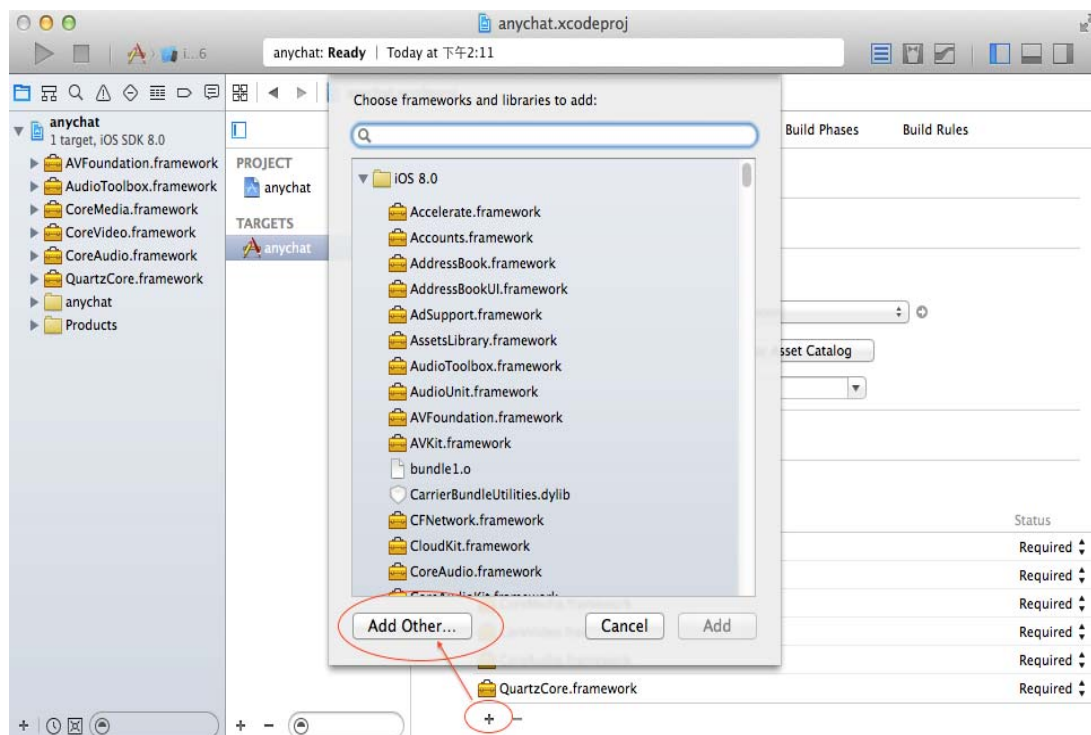 anychat.xcodeproj
i...6
anychat: Ready | Today at 下午2:11
anychat
1 target, iOS SDK 8.0
AVFoundation.framework
AudioToolbox.framework
CoreMedia.framework
CoreVideo.framework
CoreAudio.framework
QuartzCore.framework
anychat
Products
PROJECT
anychat
TARGETS
anychat
Choose frameworks and libraries to add:
iOS 8.0
Accelerate.framework
Accounts.framework
AddressBook.framework
AddressBookUI.framework
AdSupport.framework
AssetsLibrary.framework
AudioToolbox.framework
AudioUnit.framework
AVFoundation.framework
AVKit.framework
bundle1.o
CarrierBundleUtilities.dylib
CFNetwork.framework
CloudKit.framework
CoreAudio.framework
CoreAudioKit.framework
Add Other...
Cancel
Add
Build Phases
Build Rules
Asset Catalog
Status
Required
Required
Required
Required
Required
QuartzCore.framework
Required